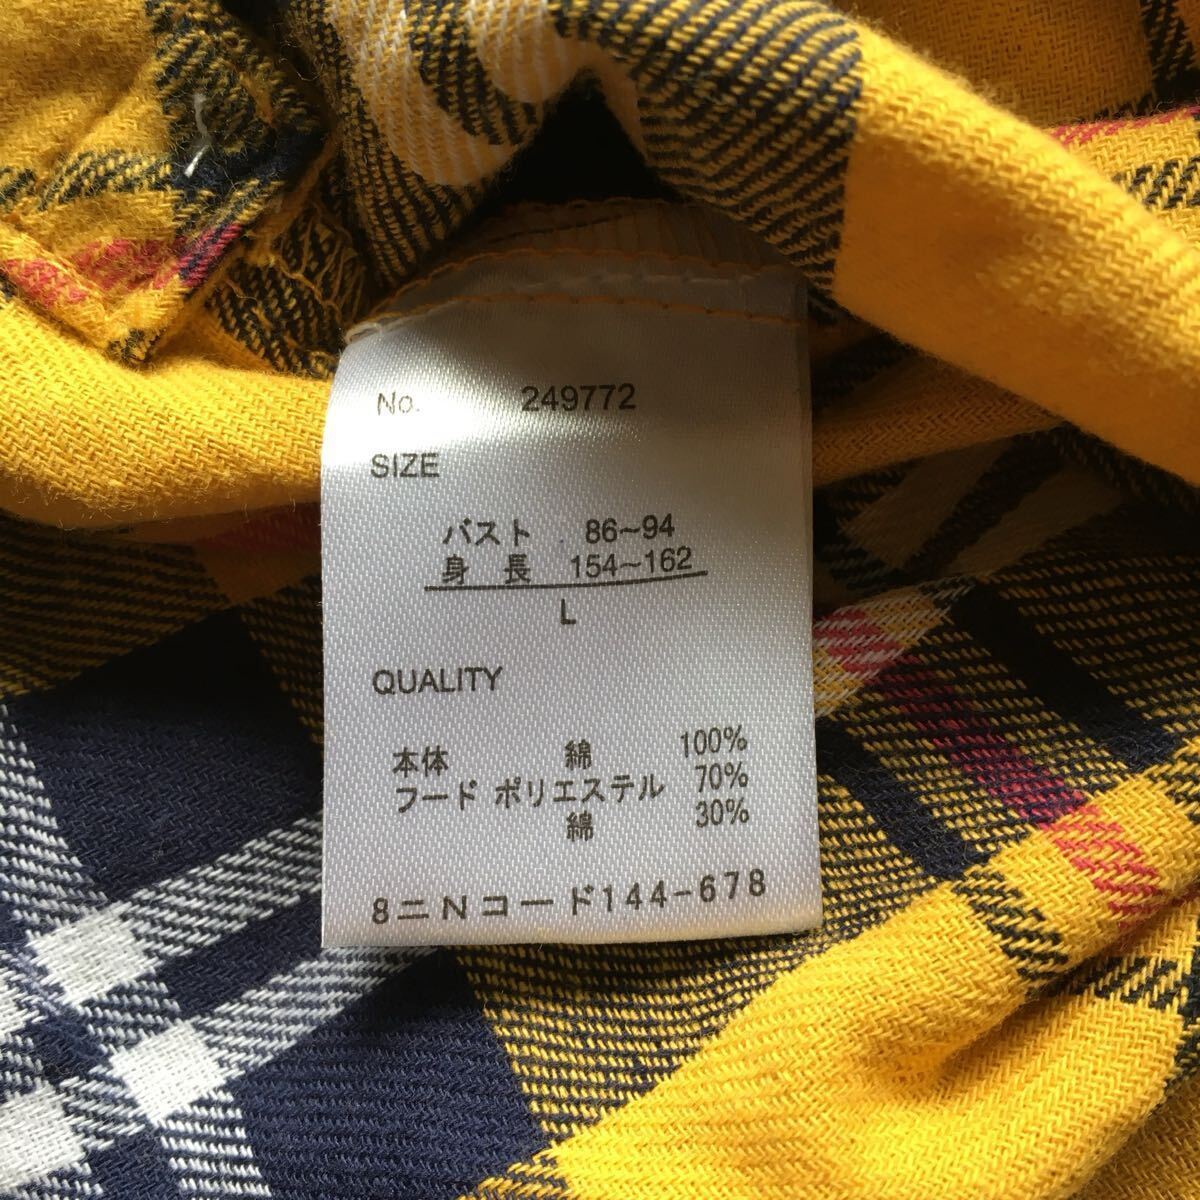 No. 249772
SIZE
バスト 86~94
身 長 154~162
L
QUALITY
本体 綿 100%
フード ポリエステル 70%
綿 30%
8ニNコード144-678